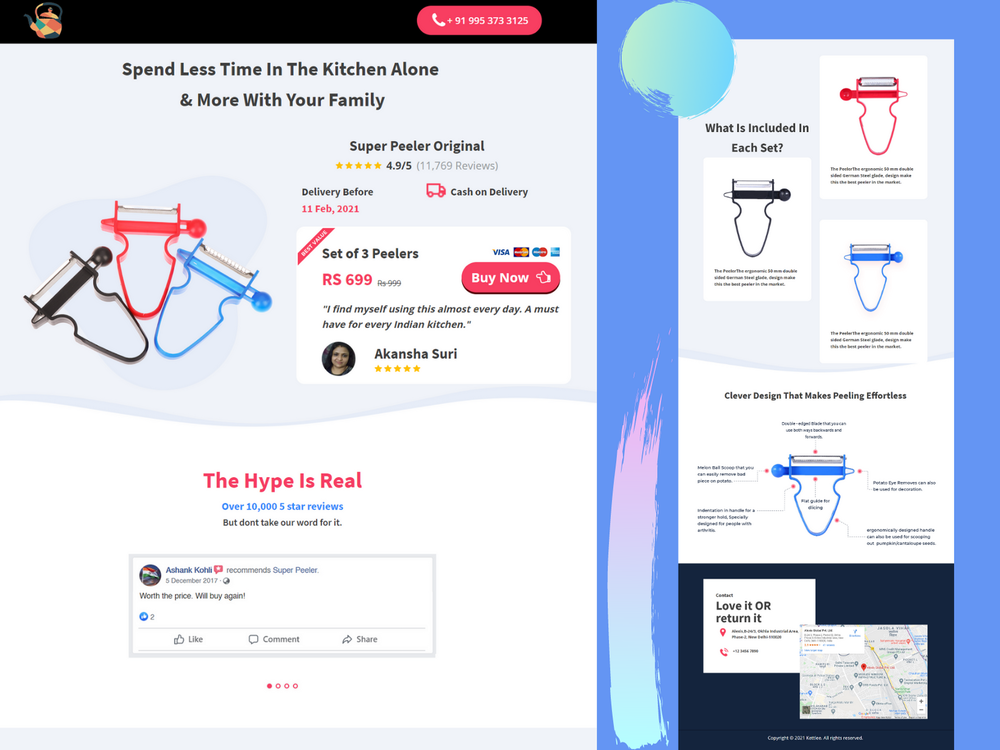 + 91 995 373 3125
Spend Less Time In The Kitchen Alone
& More With Your Family
Super Peeler Original
4.9/5 (11,769 Reviews)
Delivery Before
11 Feb, 2021
Cash on Delivery
BEST VALUE
Set of 3 Peelers
VISA
RS 699 Rs 999
Buy Now
"I find myself using this almost every day. A must
have for every Indian kitchen."
Akansha Suri
The Hype Is Real
Over 10,000 5 star reviews
But dont take our word for it.
Ashank Kohli recommends Super Peeler.
5 December 2017
Worth the price. Will buy again!
2
Like
Comment
Share
What Is Included In
Each Set?
The PeelerThe ergonomic 50 mm double
sided German Steel glade, design make
this the best peeler in the market.
The PeelerThe ergonomic 50 mm double
sided German Steel glade, design make
this the best peeler in the market.
The PeelerThe ergonomic 50 mm double
sided German Steel glade, design make
this the best peeler in the market.
Clever Design That Makes Peeling Effortless
Double - edged Blade that you can
use both ways backwards and
forwards.
Melon Ball Scoop that you
can easily remove bad
piece on potato.
Potato Eye Removes can also
be used for decoration.
Flat guide for
slicing
Indentation in handle for a
stronger hold, Specially
designed for people with
arthritis.
ergonomically designed handle
can also be used for scooping
out pumpkin/cantaloupe seeds.
Contact
Love it OR
return it
Okhla Industrial Area,
Phase-2, New Delhi 110020
Copyright © 2021 Kettlee. All rights reserved.